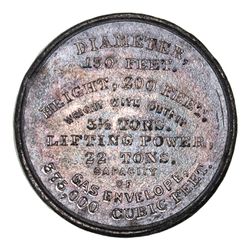 DIAMETER,
130 FEET.
HEIGHT, 200 FEET.
WEIGHT WITH OUTFIT
3½ TONS.
LIFTING POWER,
22 TONS.
CAPACITY
OF
GAS ENVELOPE,
375,000 CUBIC FEET.